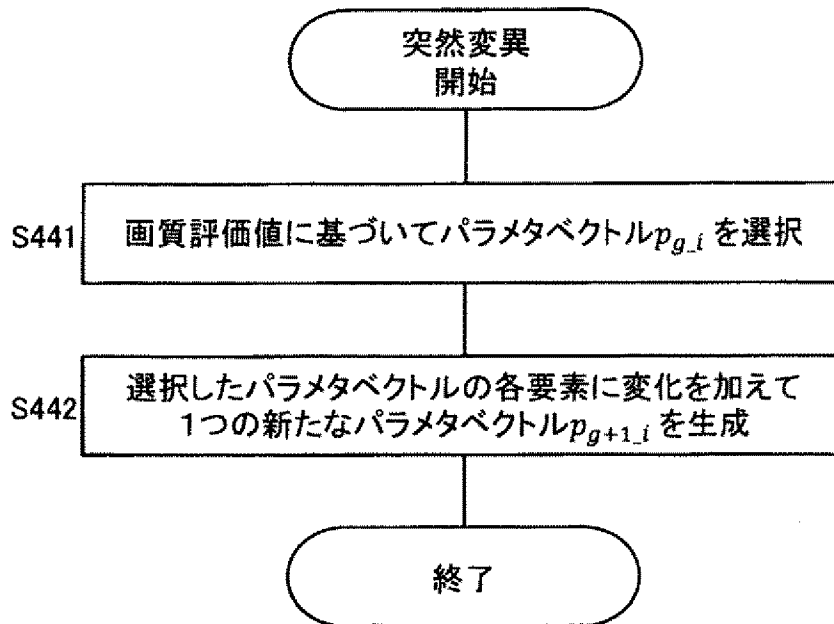 突然変異
開始
S441
画質評価値に基づいてパラメタベクトルp_{g_i} を選択
S442
選択したパラメタベクトルの各要素に変化を加えて
1つの新たなパラメタベクトルp_{g+1_i} を生成
終了